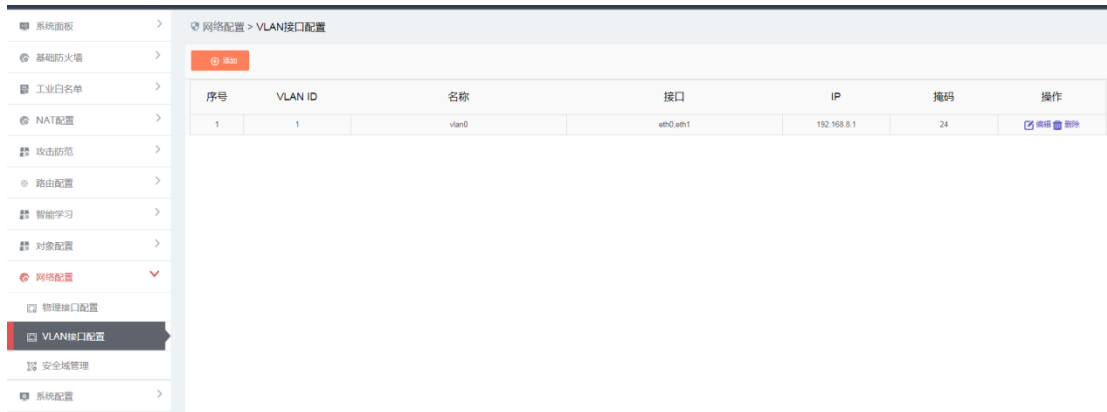 系统面板
基础防火墙
工业白名单
NAT配置
攻击防范
路由配置
智能学习
对象配置
网络配置
物理接口配置
VLAN接口配置
安全域管理
系统配置
网络配置 > VLAN接口配置
添加
序号 VLAN ID 名称 接口 IP 掩码 操作
1 1 vlan0 eth0,eth1 192.168.8.1 24 编辑 删除